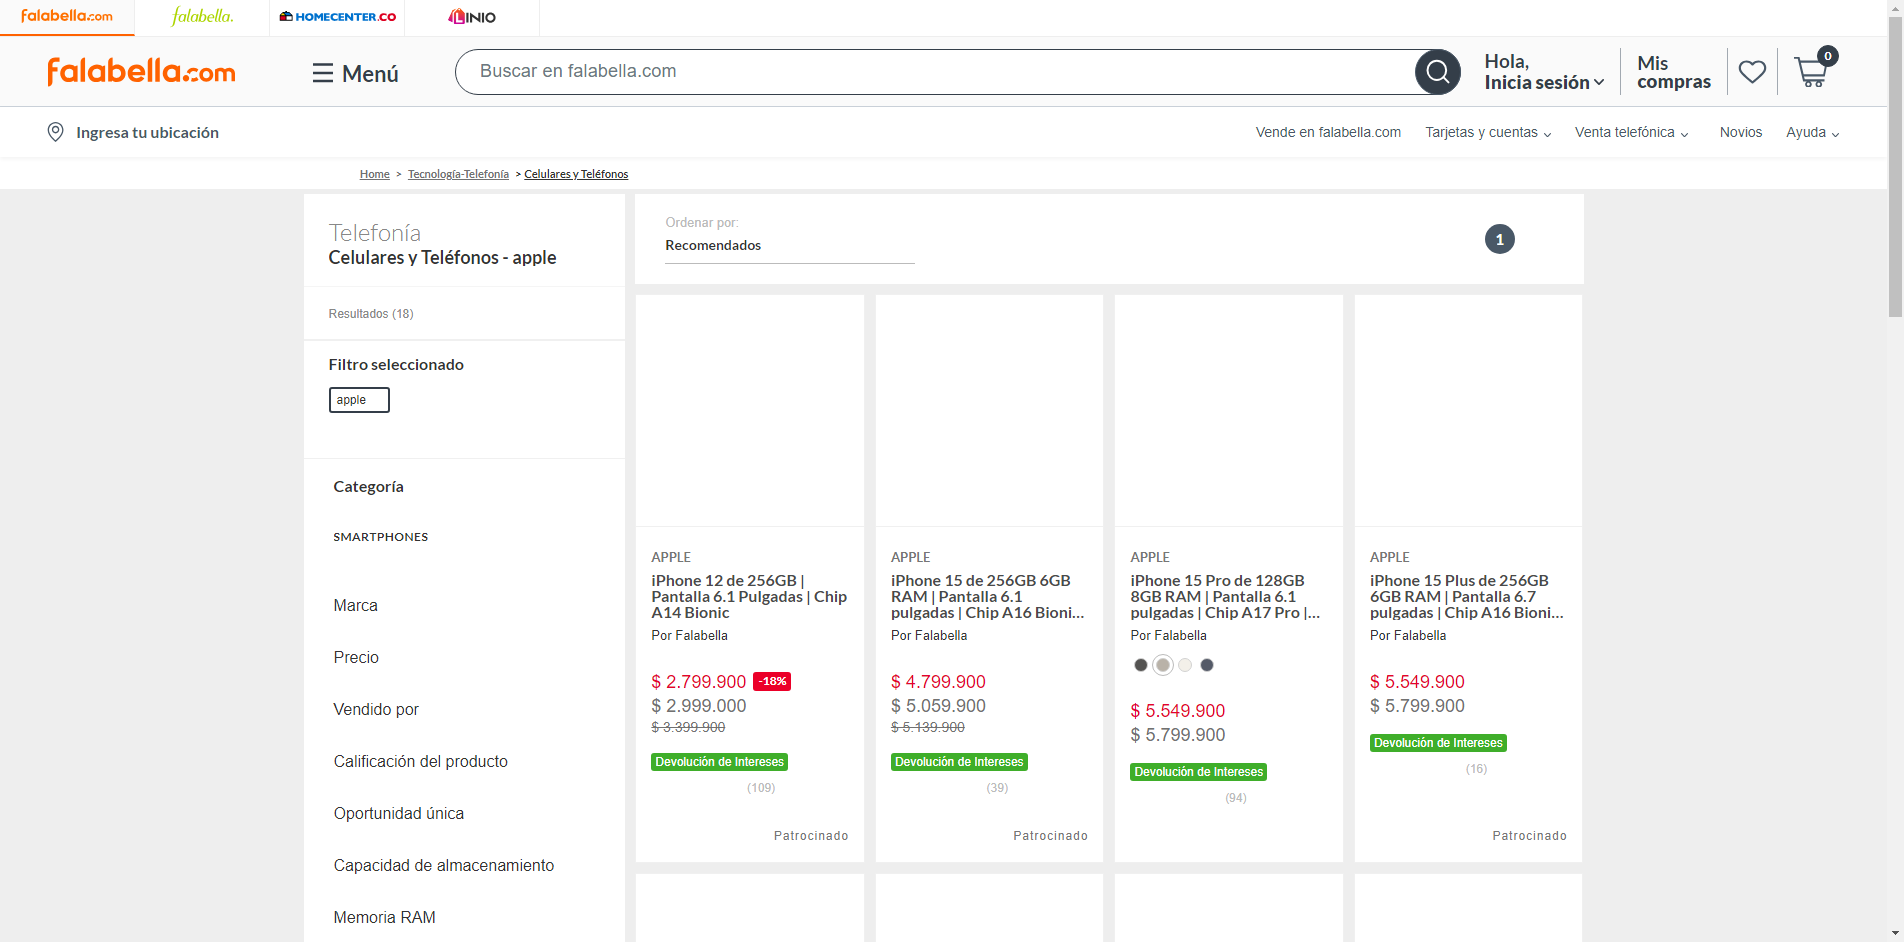 falabella.com
falabella.
HOMECENTER.CO
LINIO
falabella.com
Menú
Buscar en falabella.com
Hola,
Inicia sesión
Mis
compras
0
Ingresa tu ubicación
Vende en falabella.com
Tarjetas y cuentas
Venta telefónica
Novios
Ayuda
Home > Tecnología-Telefonía > Celulares y Teléfonos
Telefonía
Celulares y Teléfonos - apple
Resultados (18)
Filtro seleccionado
apple
Categoría
SMARTPHONES
Marca
Precio
Vendido por
Calificación del producto
Oportunidad única
Capacidad de almacenamiento
Memoria RAM
Ordenar por:
Recomendados
1
APPLE
iPhone 12 de 256GB |
Pantalla 6.1 Pulgadas | Chip
A14 Bionic
Por Falabella
$ 2.799.900 -18%
$ 2.999.000
$ 3.399.900
Devolución de Intereses
(109)
Patrocinado
APPLE
iPhone 15 de 256GB 6GB
RAM | Pantalla 6.1
pulgadas | Chip A16 Bioni...
Por Falabella
$ 4.799.900
$ 5.059.900
$ 5.139.900
Devolución de Intereses
(39)
Patrocinado
APPLE
iPhone 15 Pro de 128GB
8GB RAM | Pantalla 6.1
pulgadas | Chip A17 Pro |...
Por Falabella
$ 5.549.900
$ 5.799.900
Devolución de Intereses
(94)
APPLE
iPhone 15 Plus de 256GB
6GB RAM | Pantalla 6.7
pulgadas | Chip A16 Bioni...
Por Falabella
$ 5.549.900
$ 5.799.900
Devolución de Intereses
(16)
Patrocinado